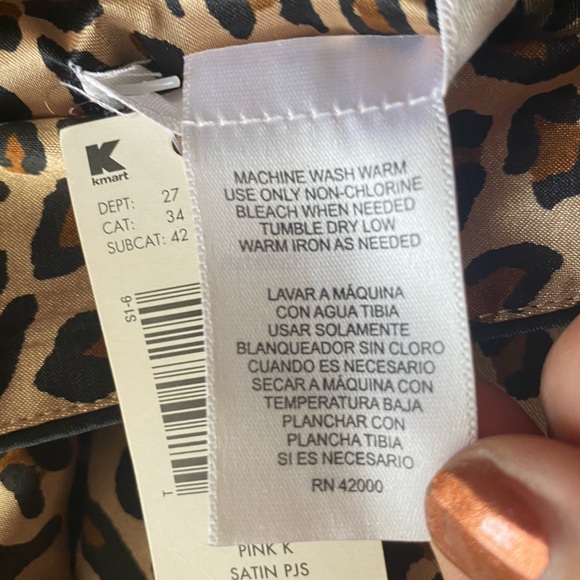 K
kmart
DEPT: 27
CAT: 34
SUBCAT: 42
S1-6
T
MACHINE WASH WARM
USE ONLY NON-CHLORINE
BLEACH WHEN NEEDED
TUMBLE DRY LOW
WARM IRON AS NEEDED
LAVAR A MÁQUINA
CON AGUA TIBIA
USAR SOLAMENTE
BLANQUEADOR SIN CLORO
CUANDO ES NECESARIO
SECAR A MÁQUINA CON
TEMPERATURA BAJA
PLANCHAR CON
PLANCHA TIBIA
SI ES NECESARIO
RN 42000
PINK K
SATIN PJS